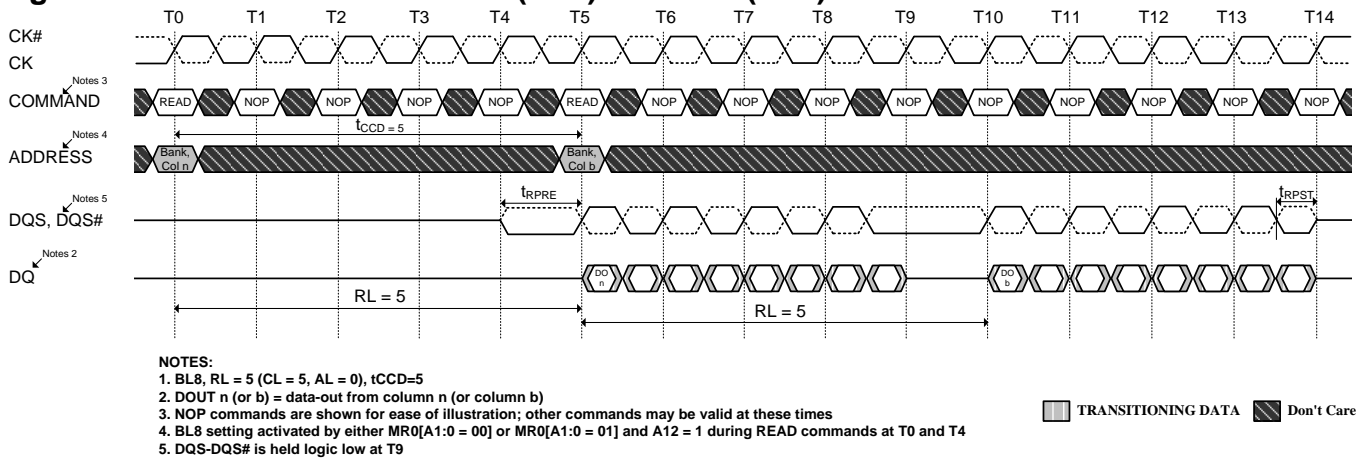 T0 T1 T2 T3 T4 T5 T6 T7 T8 T9 T10 T11 T12 T13 T14
CK#
CK
Notes 3
COMMAND READ NOP NOP NOP NOP READ NOP NOP NOP NOP NOP NOP NOP NOP NOP
tCCD = 5
Notes 4
ADDRESS Bank, Col n Bank, Col b
tRPRE tRPST
Notes 5
DQS, DQS#
Notes 2
DQ DO n DO b
RL = 5
RL = 5
NOTES:
1. BL8, RL = 5 (CL = 5, AL = 0), tCCD=5
2. DOUT n (or b) = data-out from column n (or column b)
3. NOP commands are shown for ease of illustration; other commands may be valid at these times
4. BL8 setting activated by either MR0[A1:0 = 00] or MR0[A1:0 = 01] and A12 = 1 during READ commands at T0 and T4
5. DQS-DQS# is held logic low at T9
TRANSITIONING DATA Don't Care